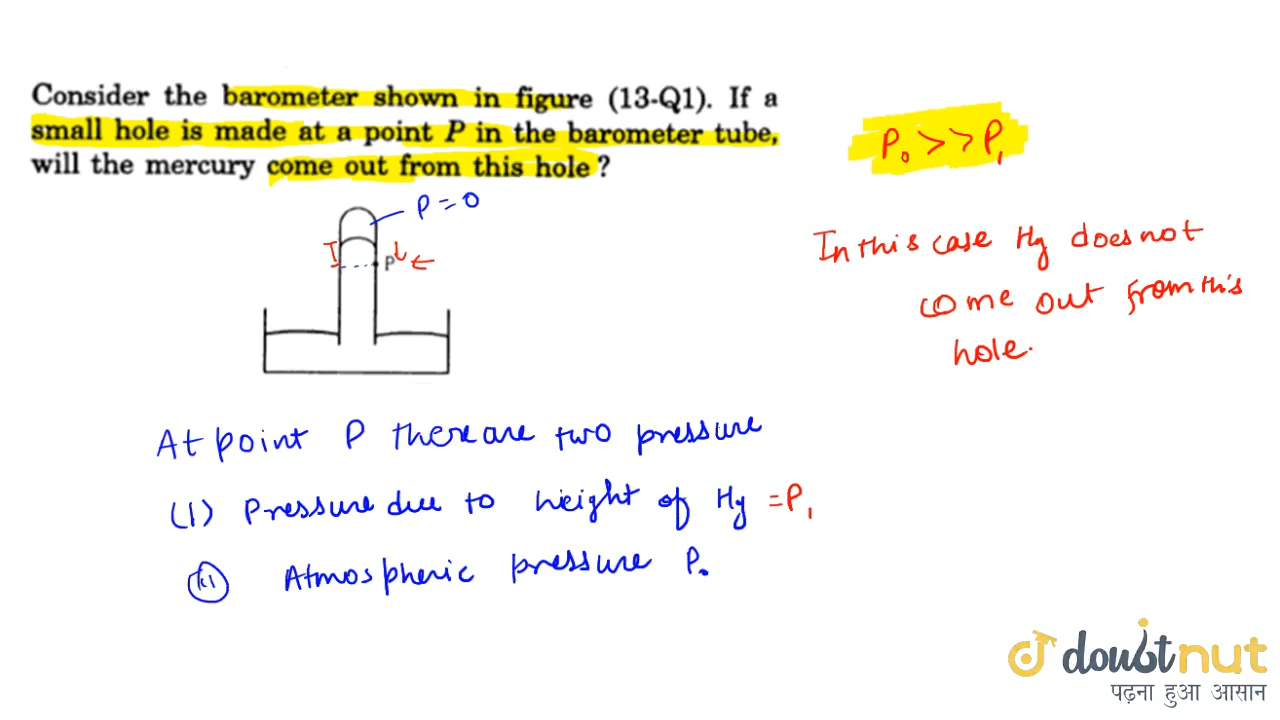 Consider the barometer shown in figure (13-Q1). If a
small hole is made at a point P in the barometer tube,
will the mercury come out from this hole ?
P₀ >> P₁
P = 0
P
In this case Hg does not
come out from this
hole.
At point P there are two pressure
(1) Pressure due to height of Hg = P₁
(ii) Atmospheric pressure P₀
doubtnut
पढ़ना हुआ आसान